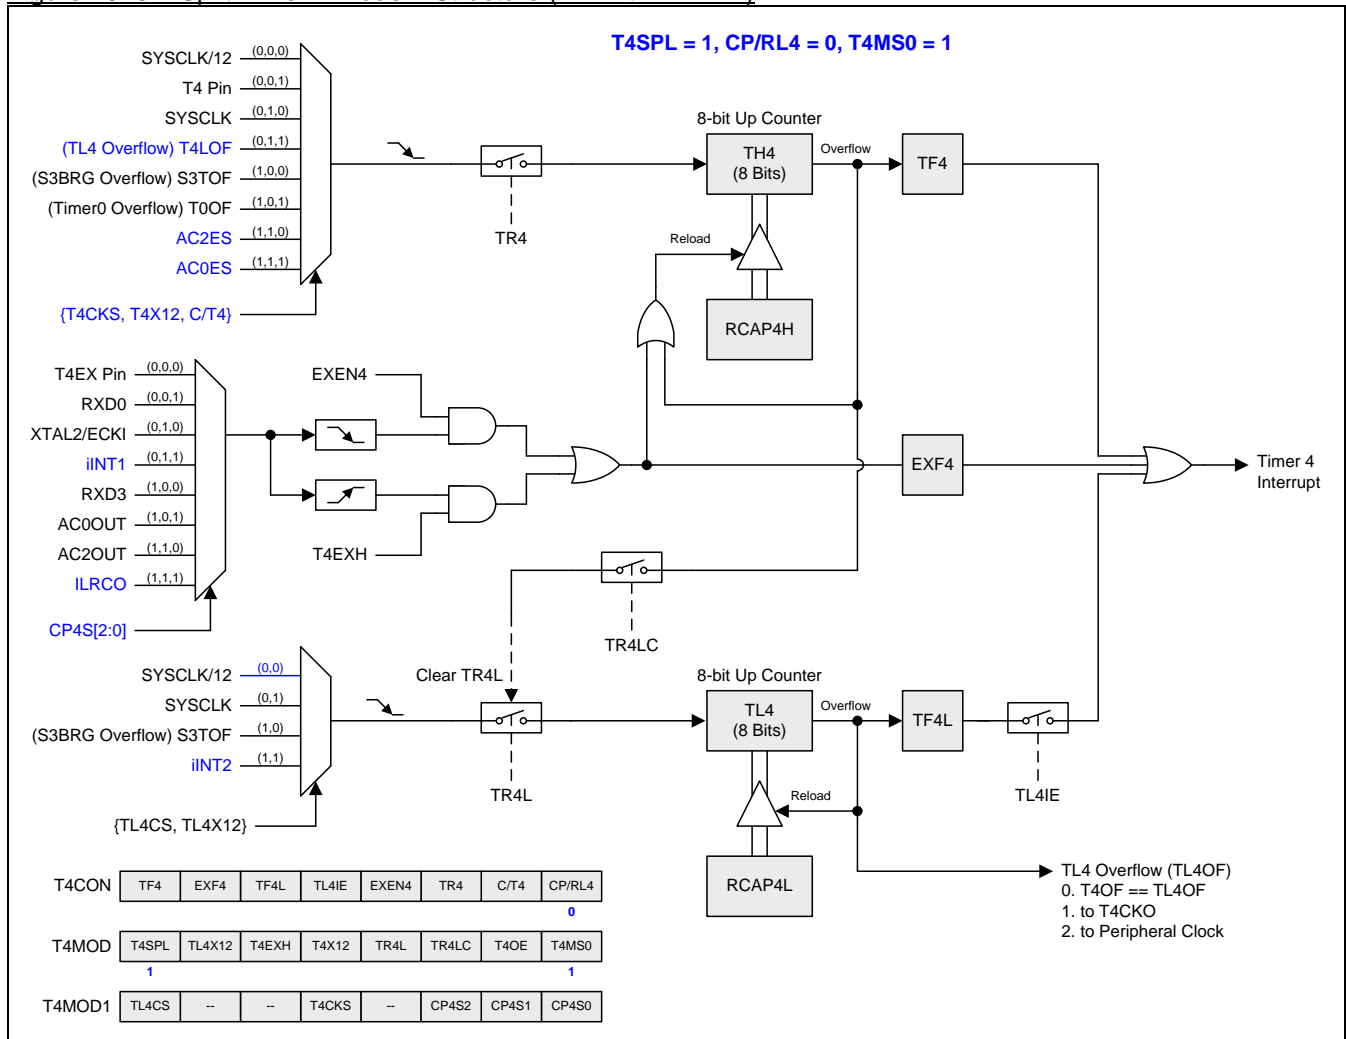 T4SPL = 1, CP/RL4 = 0, T4MS0 = 1
SYSCLK/12 (0,0,0)
T4 Pin (0,0,1)
SYSCLK (0,1,0)
(TL4 Overflow) T4LOF (0,1,1)
(S3BRG Overflow) S3TOF (1,0,0)
(Timer0 Overflow) T0OF (1,0,1)
AC2ES (1,1,0)
AC0ES (1,1,1)
{T4CKS, T4X12, C/T4}
TR4
8-bit Up Counter
TH4
(8 Bits)
Overflow
TF4
Reload
RCAP4H
T4EX Pin (0,0,0)
RXD0 (0,0,1)
XTAL2/ECKI (0,1,0)
iINT1 (0,1,1)
RXD3 (1,0,0)
AC0OUT (1,0,1)
AC2OUT (1,1,0)
ILRCO (1,1,1)
CP4S[2:0]
EXEN4
T4EXH
EXF4
Timer 4
Interrupt
TR4LC
SYSCLK/12 (0,0)
SYSCLK (0,1)
(S3BRG Overflow) S3TOF (1,0)
iINT2 (1,1)
{TL4CS, TL4X12}
Clear TR4L
TR4L
8-bit Up Counter
TL4
(8 Bits)
Overflow
TF4L
TL4IE
Reload
RCAP4L
TL4 Overflow (TL4OF)
0. T4OF == TL4OF
1. to T4CKO
2. to Peripheral Clock
T4CON TF4 EXF4 TF4L TL4IE EXEN4 TR4 C/T4 CP/RL4
0
T4MOD T4SPL TL4X12 T4EXH T4X12 TR4L TR4LC T4OE T4MS0
1 1
T4MOD1 TL4CS -- -- T4CKS -- CP4S2 CP4S1 CP4S0